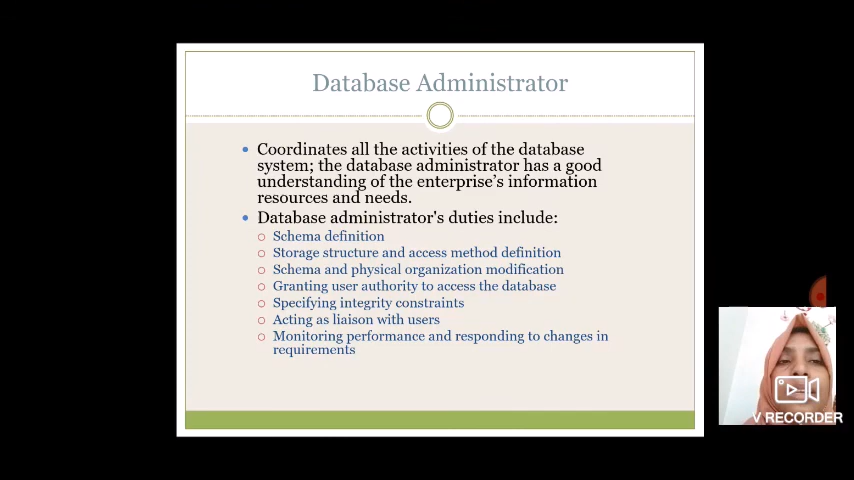 Database Administrator
Coordinates all the activities of the database
system; the database administrator has a good
understanding of the enterprise's information
resources and needs.
Database administrator's duties include:
Schema definition
Storage structure and access method definition
Schema and physical organization modification
Granting user authority to access the database
Specifying integrity constraints
Acting as liaison with users
Monitoring performance and responding to changes in
requirements
V RECORDER